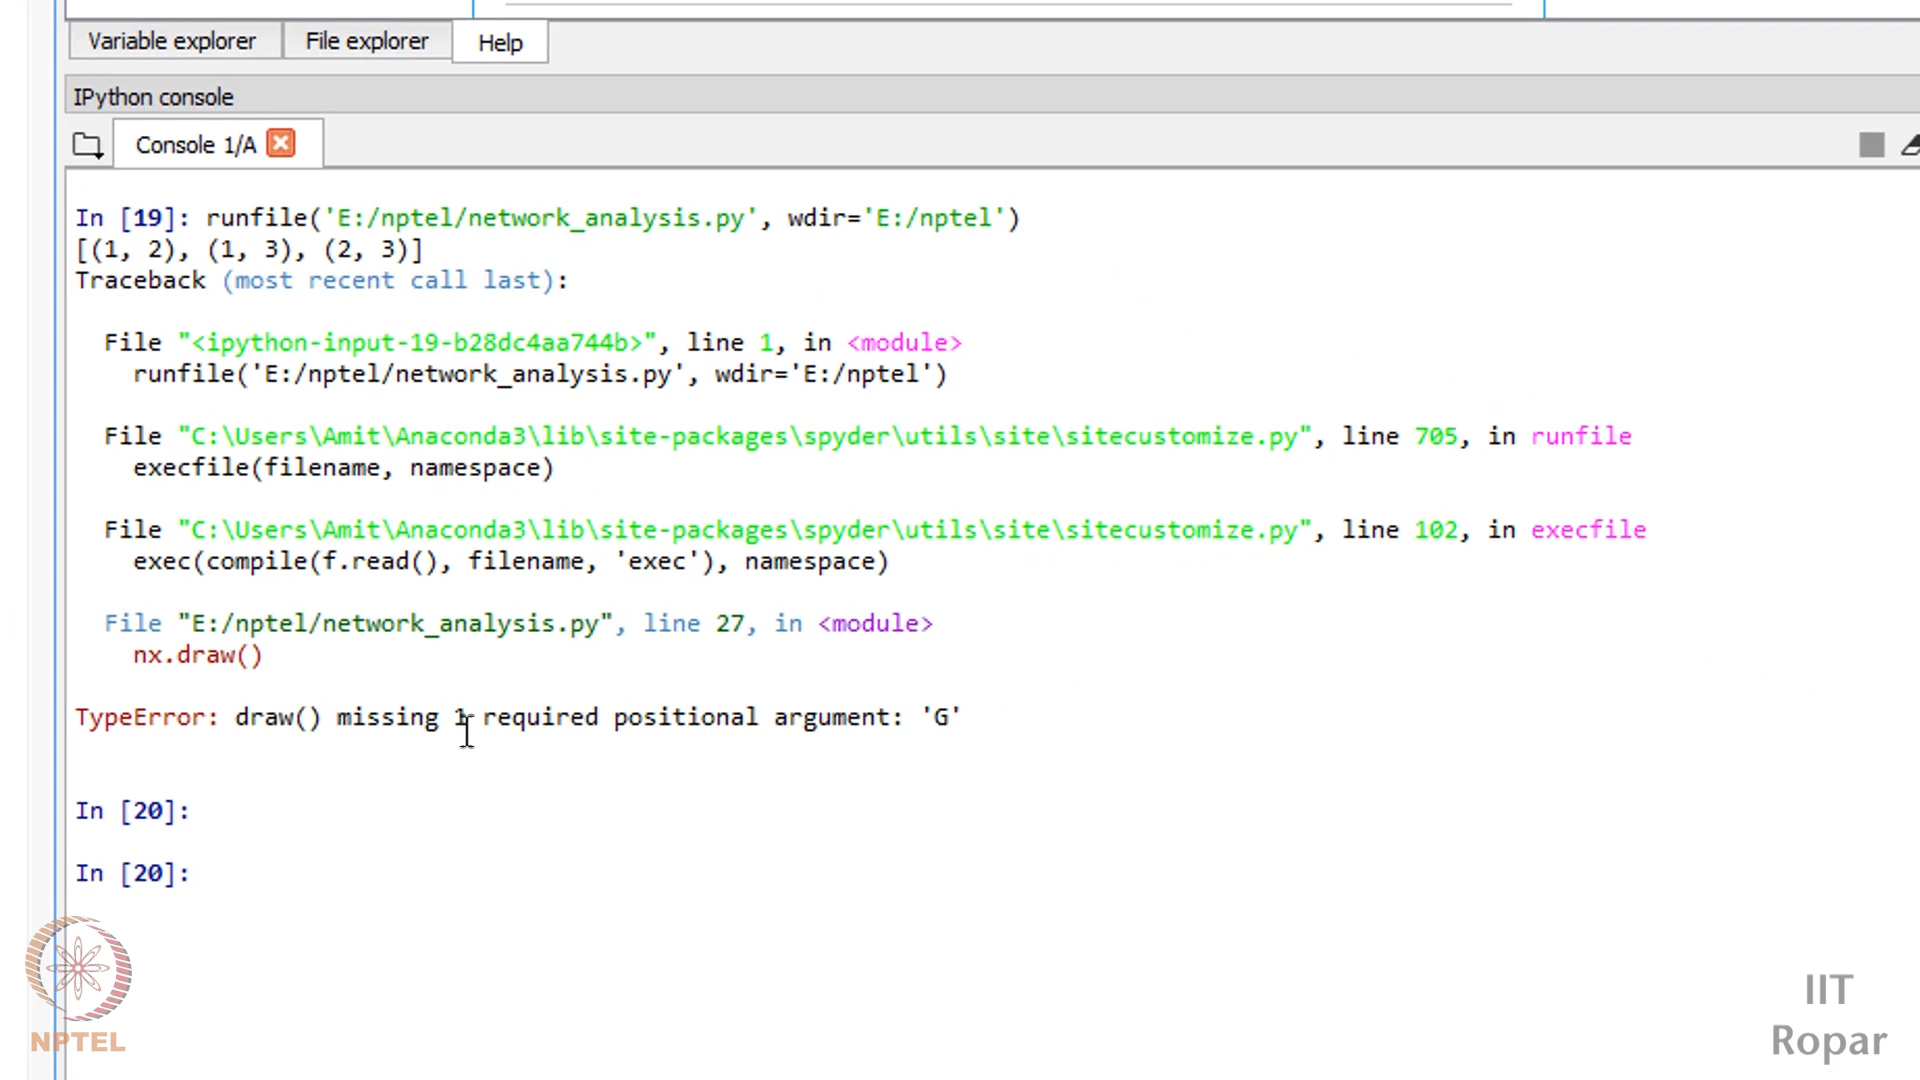 Variable explorer File explorer Help
IPython console
Console 1/A
In [19]: runfile('E:/nptel/network_analysis.py', wdir='E:/nptel')
[(1, 2), (1, 3), (2, 3)]
Traceback (most recent call last):
File "<ipython-input-19-b28dc4aa744b>", line 1, in <module>
runfile('E:/nptel/network_analysis.py', wdir='E:/nptel')
File "C:\Users\Amit\Anaconda3\lib\site-packages\spyder\utils\site\sitecustomize.py", line 705, in runfile
execfile(filename, namespace)
File "C:\Users\Amit\Anaconda3\lib\site-packages\spyder\utils\site\sitecustomize.py", line 102, in execfile
exec(compile(f.read(), filename, 'exec'), namespace)
File "E:/nptel/network_analysis.py", line 27, in <module>
nx.draw()
TypeError: draw() missing 1 required positional argument: 'G'
In [20]:
In [20]:
NPTEL
IIT
Ropar